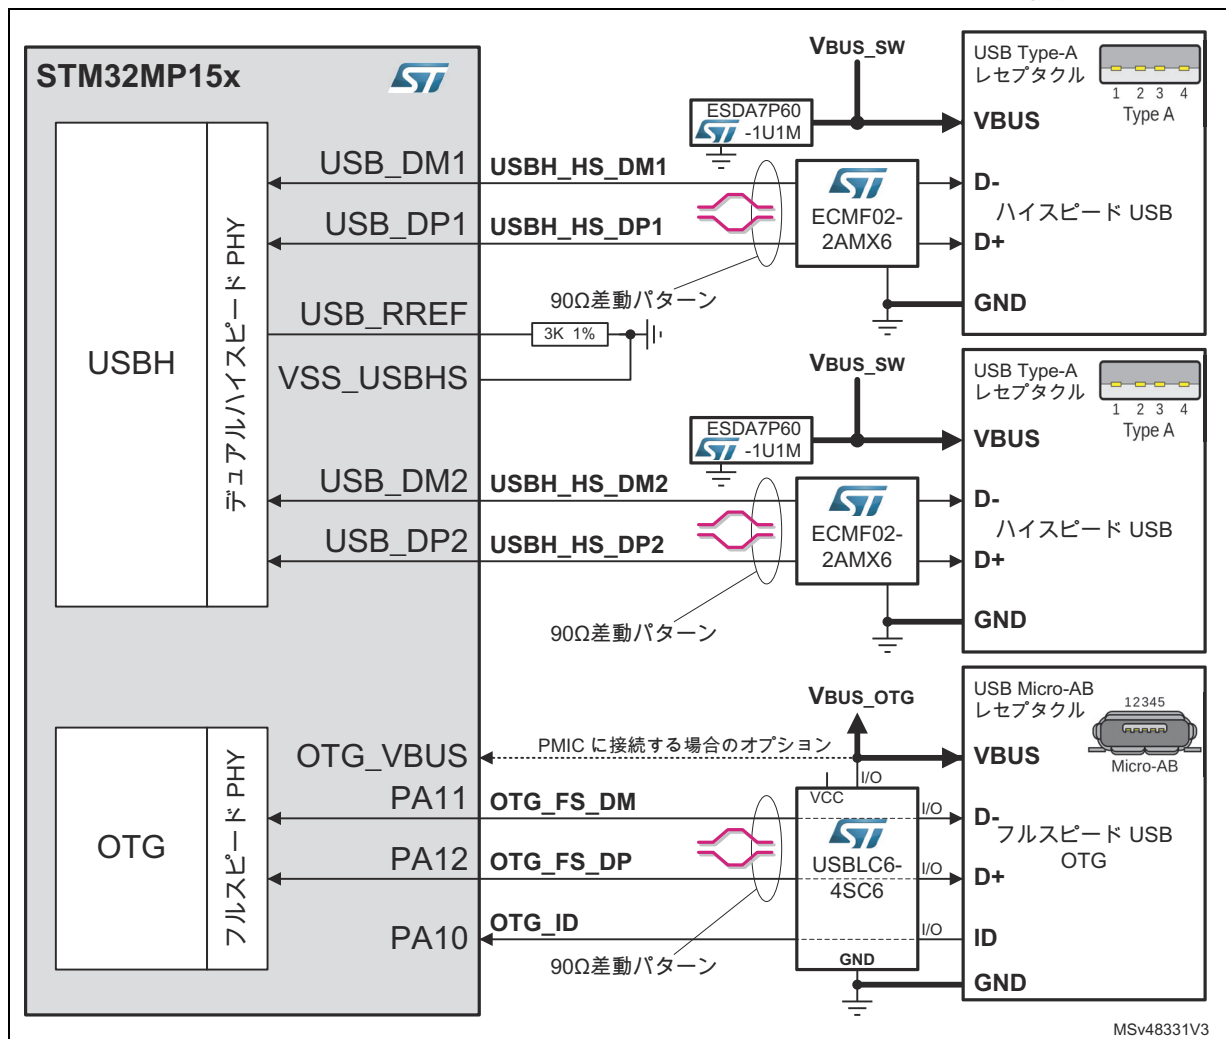 STM32MP15x
ST
USBH
デュアルハイスピード PHY
USB_DM1
USBH_HS_DM1
USB_DP1
USBH_HS_DP1
90Ω差動パターン
USB_RREF
3K 1%
VSS_USBHS
USB_DM2
USBH_HS_DM2
USB_DP2
USBH_HS_DP2
90Ω差動パターン
VBUS_SW
ESDA7P60
ST -1U1M
ST
ECMF02-
2AMX6
USB Type-A
レセプタクル
1 2 3 4
Type A
VBUS
D-
ハイスピード USB
D+
GND
VBUS_SW
ESDA7P60
ST -1U1M
ST
ECMF02-
2AMX6
USB Type-A
レセプタクル
1 2 3 4
Type A
VBUS
D-
ハイスピード USB
D+
GND
OTG
フルスピード PHY
OTG_VBUS
PMIC に接続する場合のオプション
PA11
OTG_FS_DM
PA12
OTG_FS_DP
PA10
OTG_ID
90Ω差動パターン
VBUS_OTG
I/O
VCC
I/O
ST
USBLC6-
4SC6
I/O
I/O
GND
USB Micro-AB
レセプタクル
12345
Micro-AB
VBUS
D-
フルスピード USB
OTG
D+
ID
GND
MSv48331V3